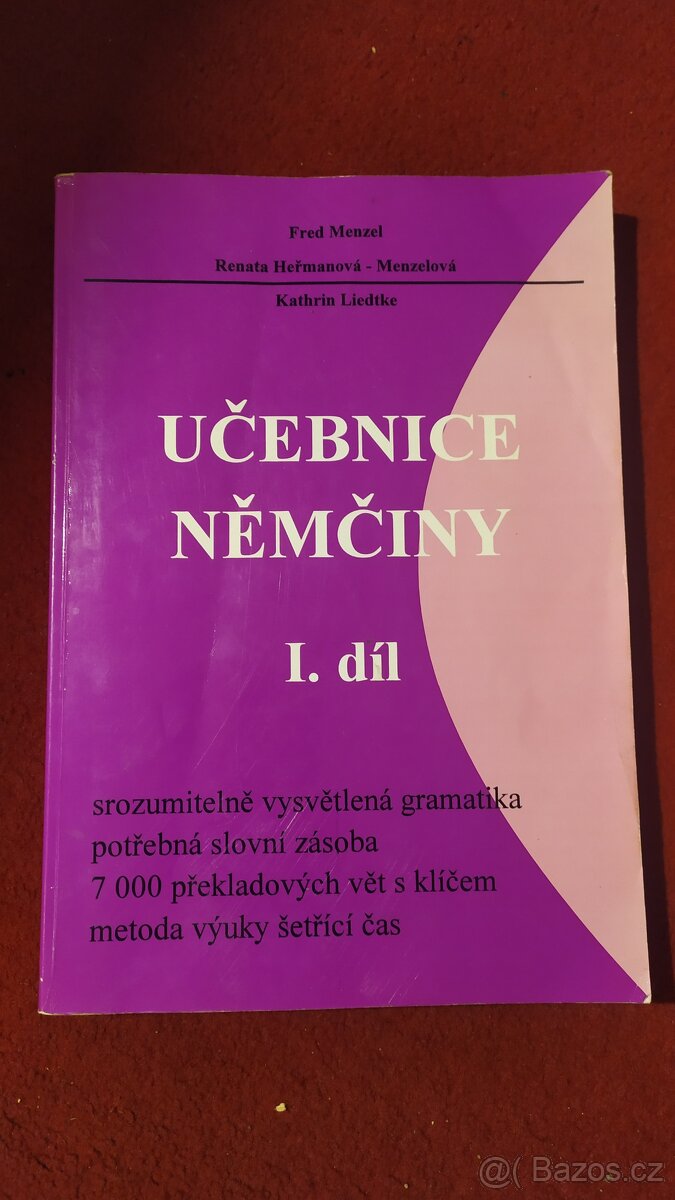 Fred Menzel
Renata Heřmanová - Menzelová
Kathrin Liedtke
UČEBNICE
NĚMČINY
I. díl
srozumitelně vysvětlená gramatika
potřebná slovní zásoba
7 000 překladových vět s klíčem
metoda výuky šetřící čas
@( Bazos.cz